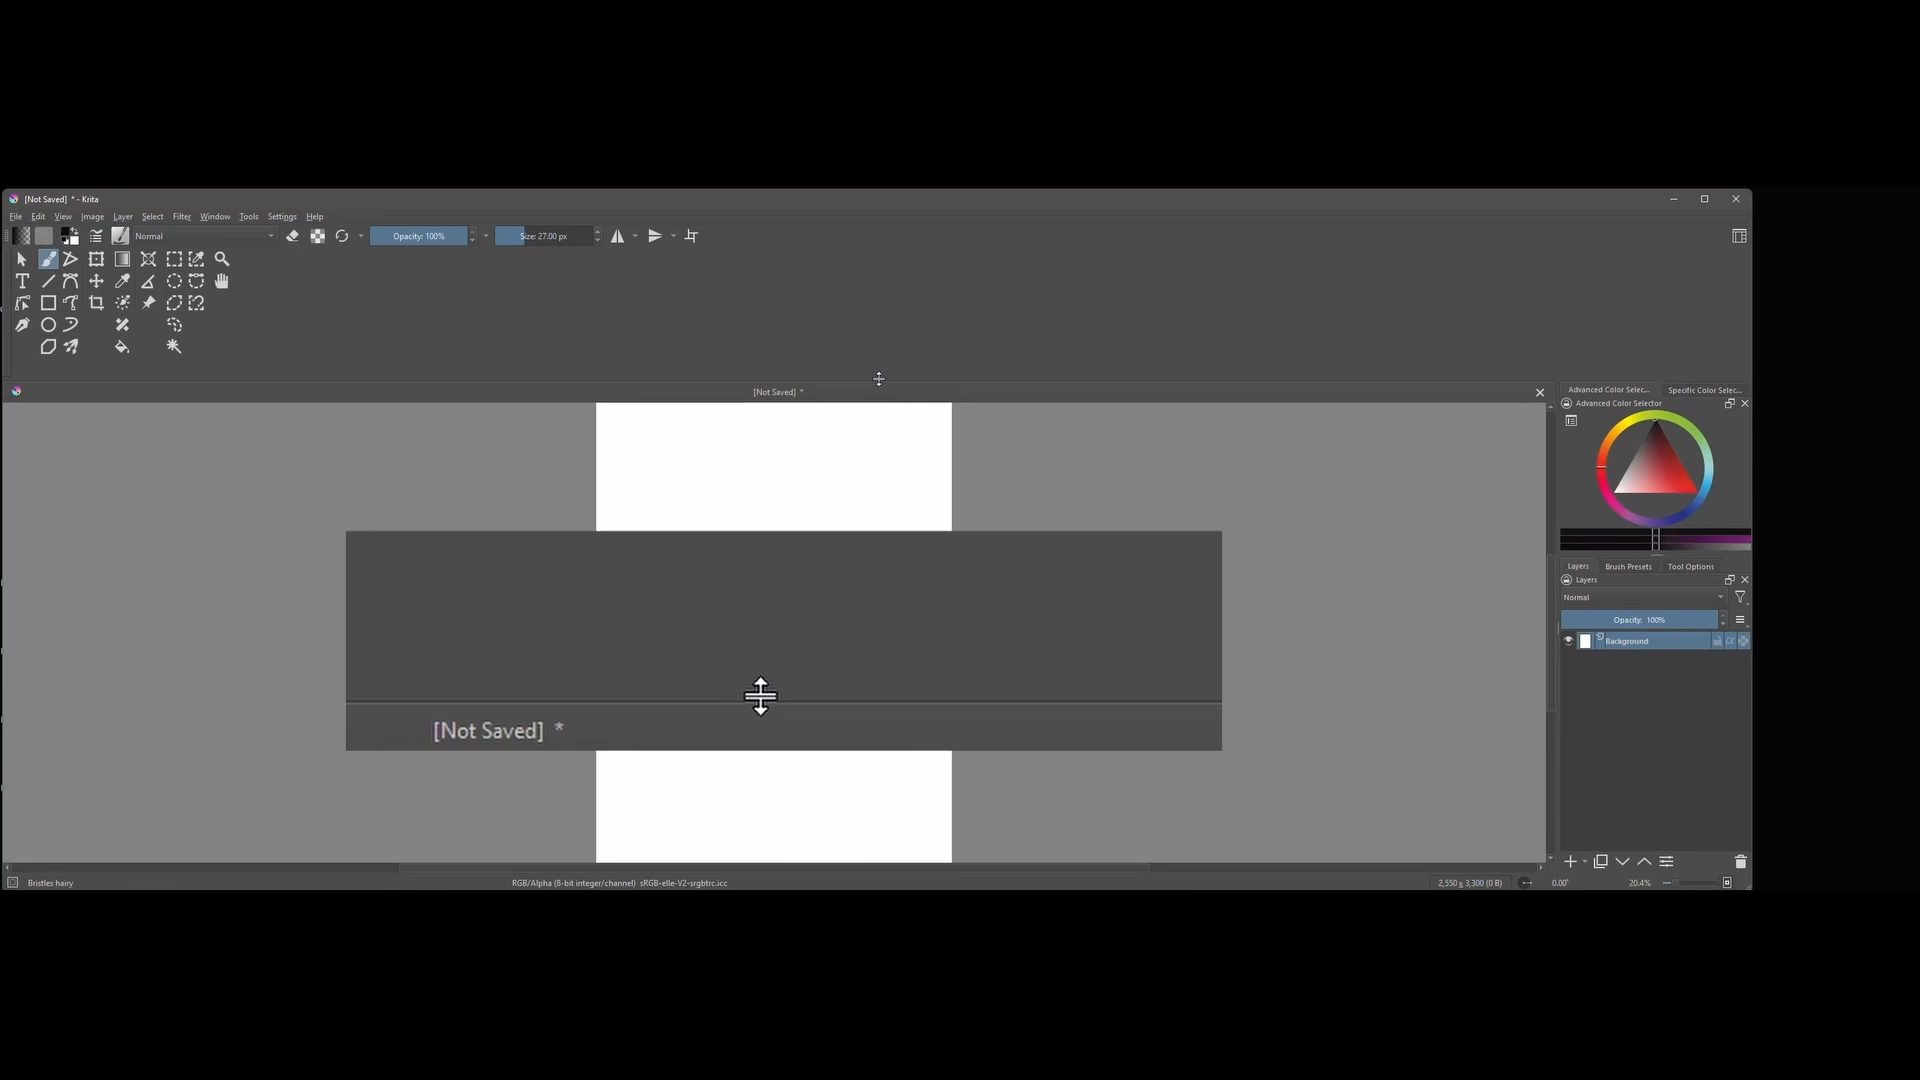 [Not Saved] * - Krita
File Edit View Image Layer Select Filter Window Tools Settings Help
Normal Opacity: 100% Size: 27.00 px
[Not Saved] *
Advanced Color Selec... Specific Color Selec...
Advanced Color Selector
[Not Saved] *
Layers Brush Presets Tool Options
Layers
Normal
Opacity: 100%
Background
Bristles hairy RGB/Alpha (8-bit integer/channel) sRGB-elle-V2-srgbtrc.icc 2,550 x 3,300 (0 B) 0.00° 20.4%